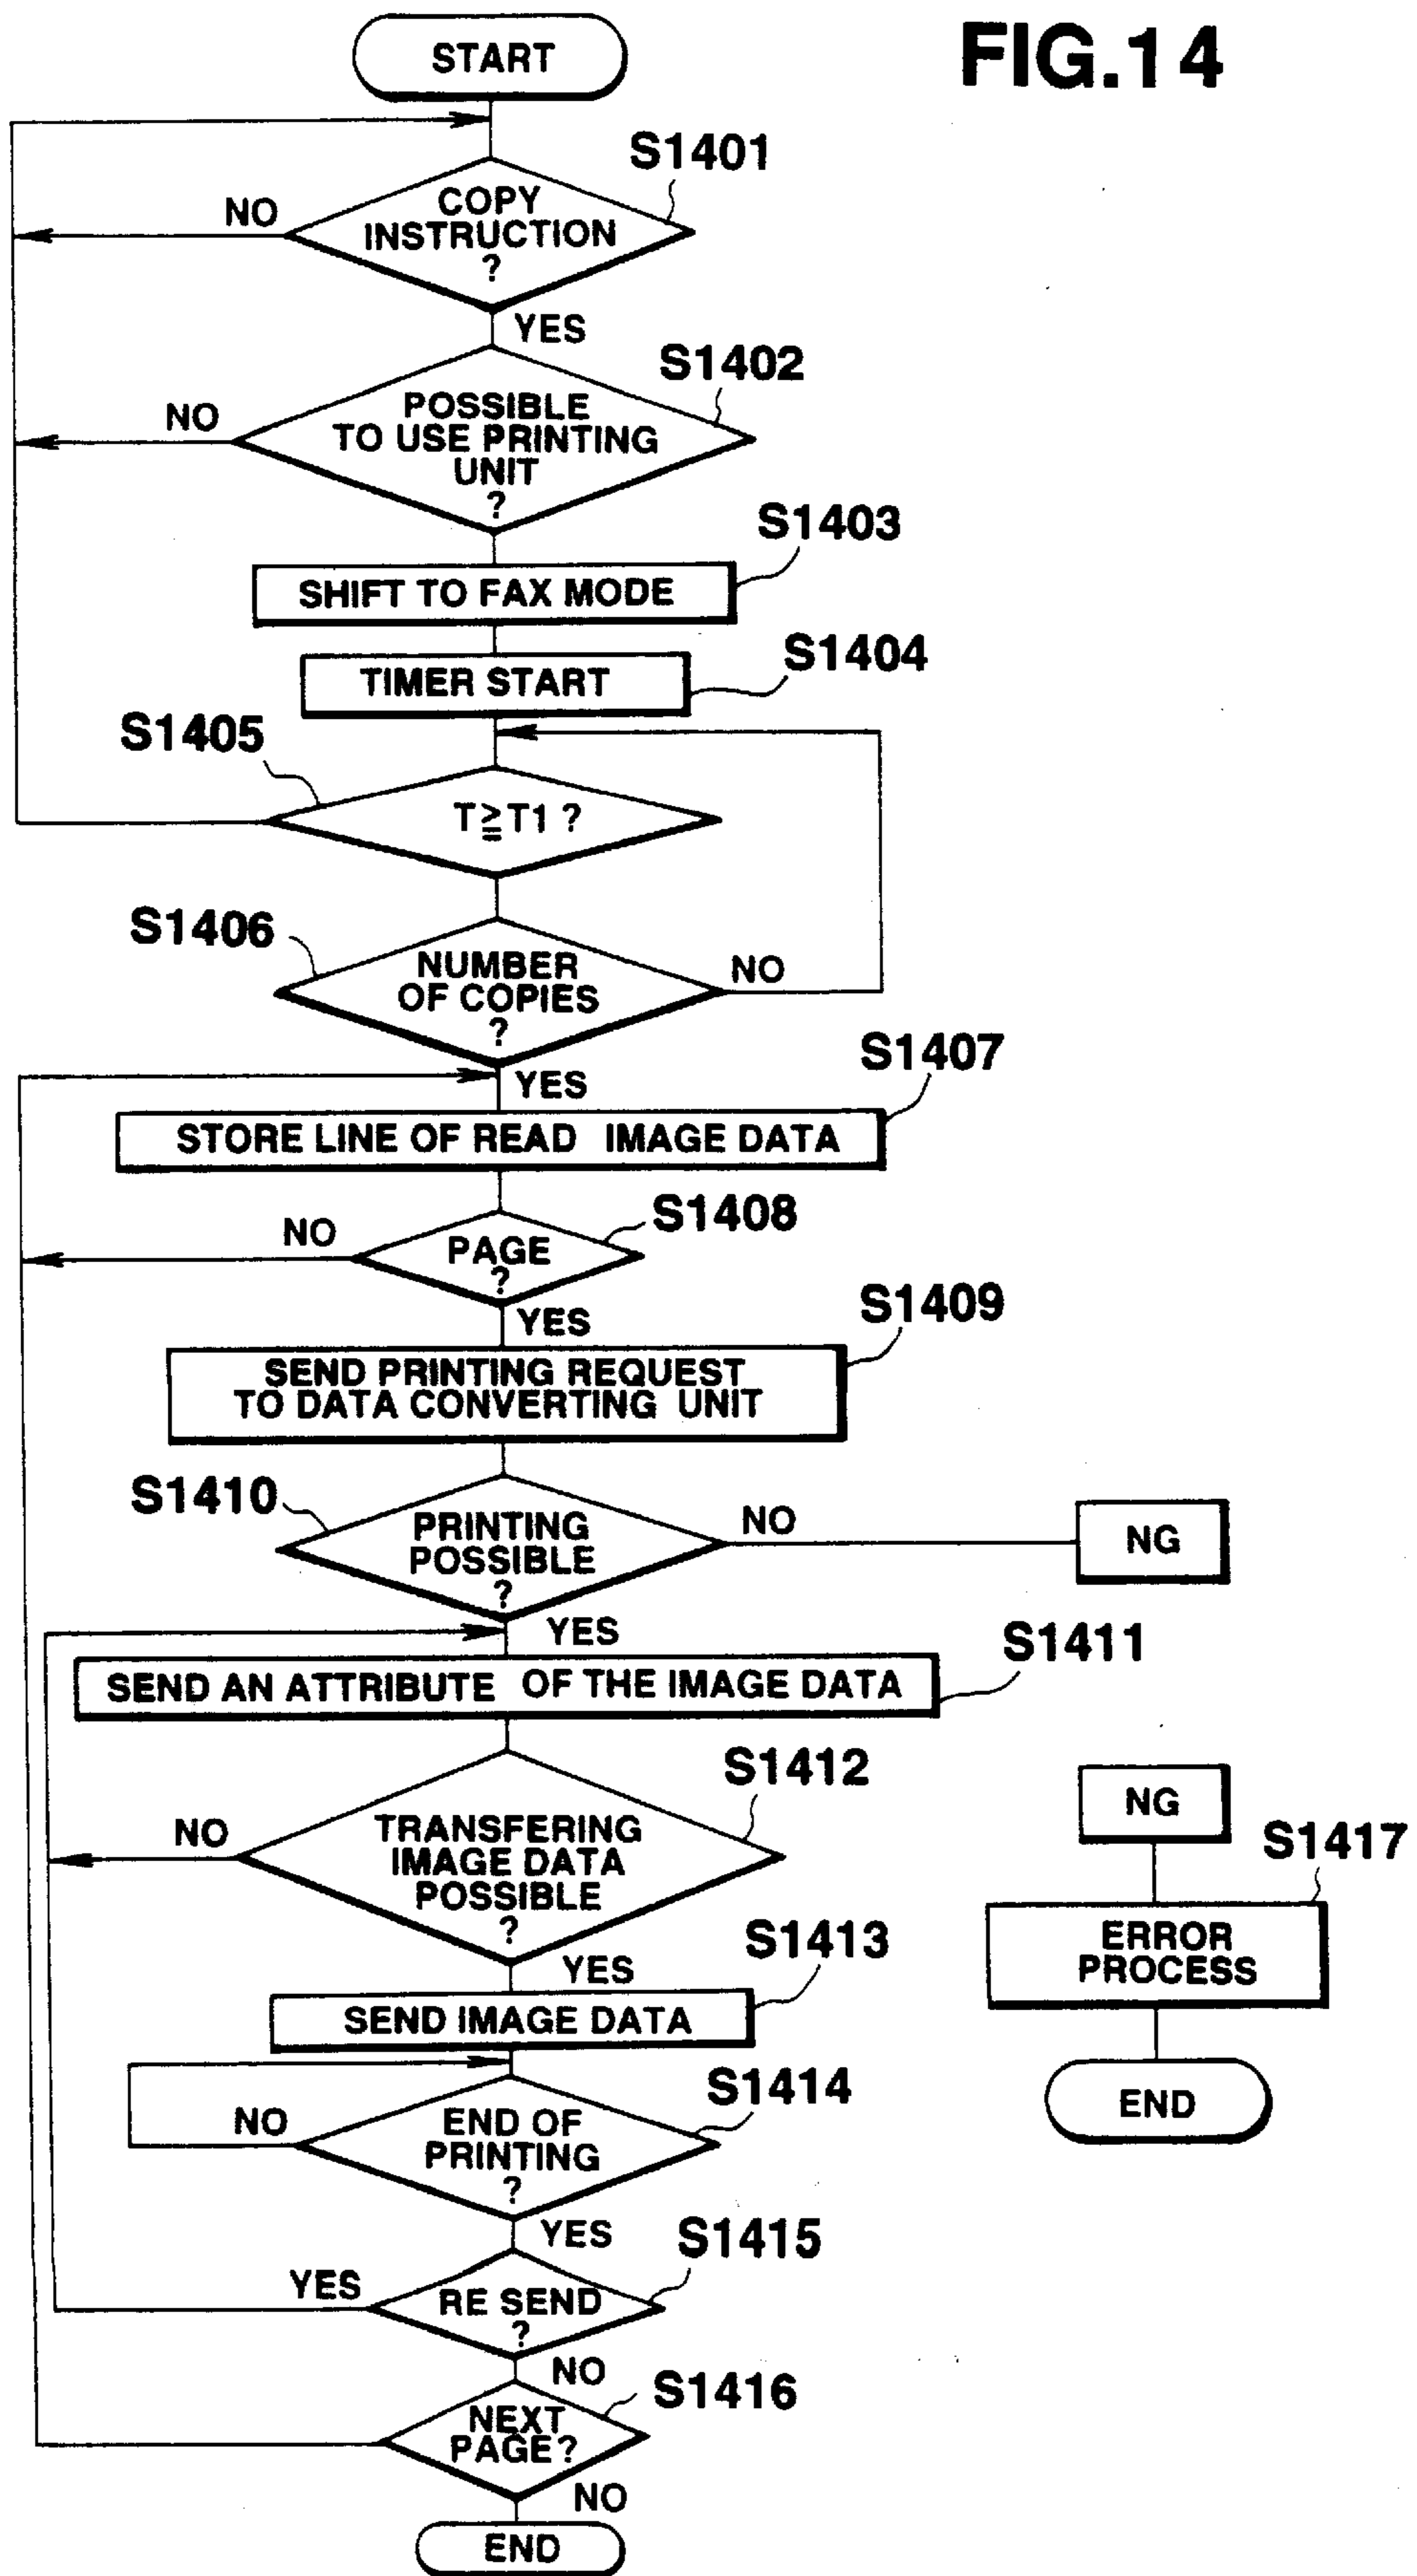 FIG.14
START
S1401
COPY
INSTRUCTION
?
NO
YES
S1402
POSSIBLE
TO USE PRINTING
UNIT
?
NO
S1403
SHIFT TO FAX MODE
S1404
TIMER START
S1405
T≧T1 ?
S1406
NUMBER
OF COPIES
?
NO
YES
S1407
STORE LINE OF READ IMAGE DATA
S1408
NO
PAGE
?
YES
S1409
SEND PRINTING REQUEST
TO DATA CONVERTING UNIT
S1410
PRINTING
POSSIBLE
?
NO
NG
YES
S1411
SEND AN ATTRIBUTE OF THE IMAGE DATA
S1412
NO
TRANSFERING
IMAGE DATA
POSSIBLE
?
YES
S1413
SEND IMAGE DATA
S1414
NO
END OF
PRINTING
?
YES
S1415
YES
RE SEND
?
NO
S1416
NEXT
PAGE?
NO
END
NG
S1417
ERROR
PROCESS
END